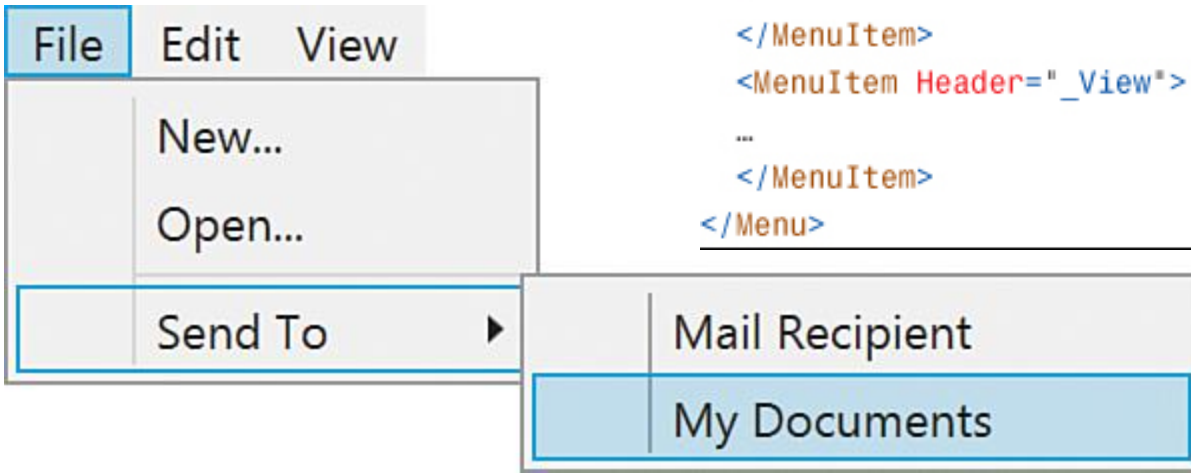 File Edit View
New...
Open...
Send To
Mail Recipient
My Documents
</MenuItem>
<MenuItem Header="_View">
…
</MenuItem>
</Menu>